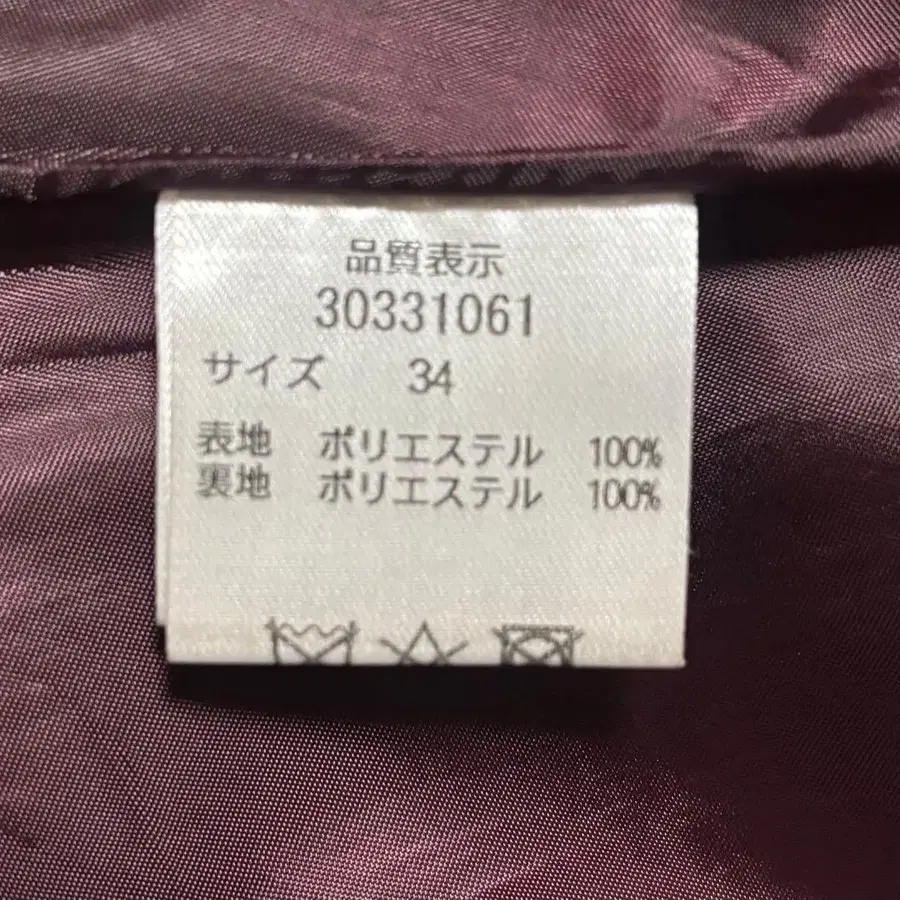 品質表示
30331061
サイズ 34
表地 ポリエステル 100%
裏地 ポリエステル 100%